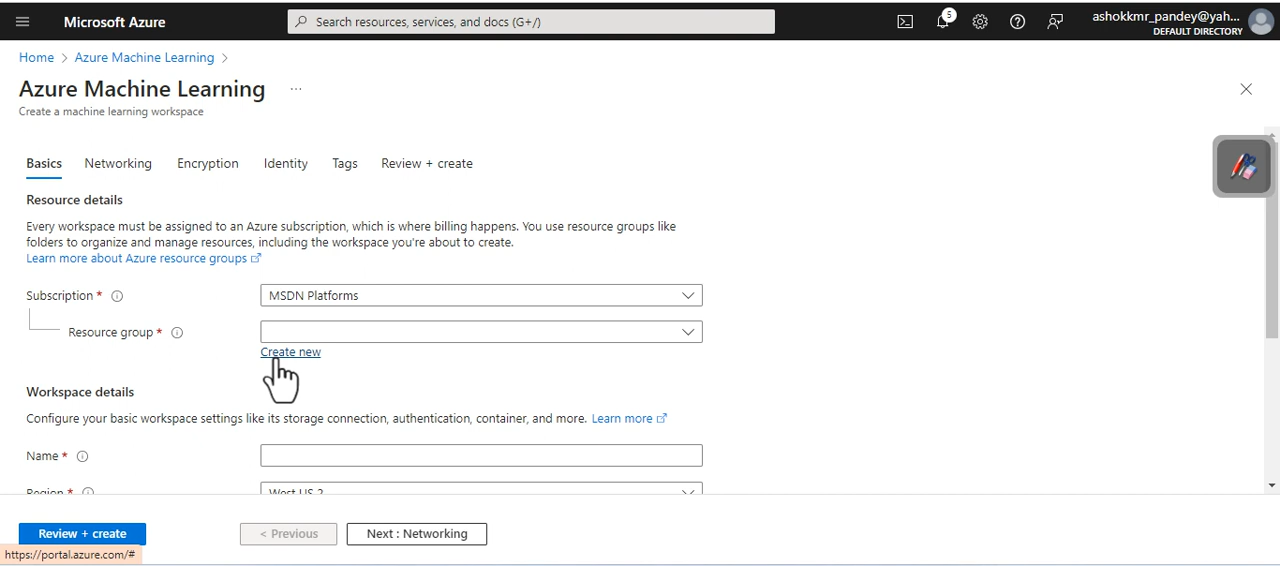 Microsoft Azure
Search resources, services, and docs (G+/)
5
ashokkmr_pandey@yah...
DEFAULT DIRECTORY
Home > Azure Machine Learning >
Azure Machine Learning ...
Create a machine learning workspace
Basics Networking Encryption Identity Tags Review + create
Resource details
Every workspace must be assigned to an Azure subscription, which is where billing happens. You use resource groups like
folders to organize and manage resources, including the workspace you're about to create.
Learn more about Azure resource groups
Subscription * MSDN Platforms
Resource group *
Create new
Workspace details
Configure your basic workspace settings like its storage connection, authentication, container, and more. Learn more
Name *
Region * West US 2
Review + create < Previous Next : Networking
https://portal.azure.com/#